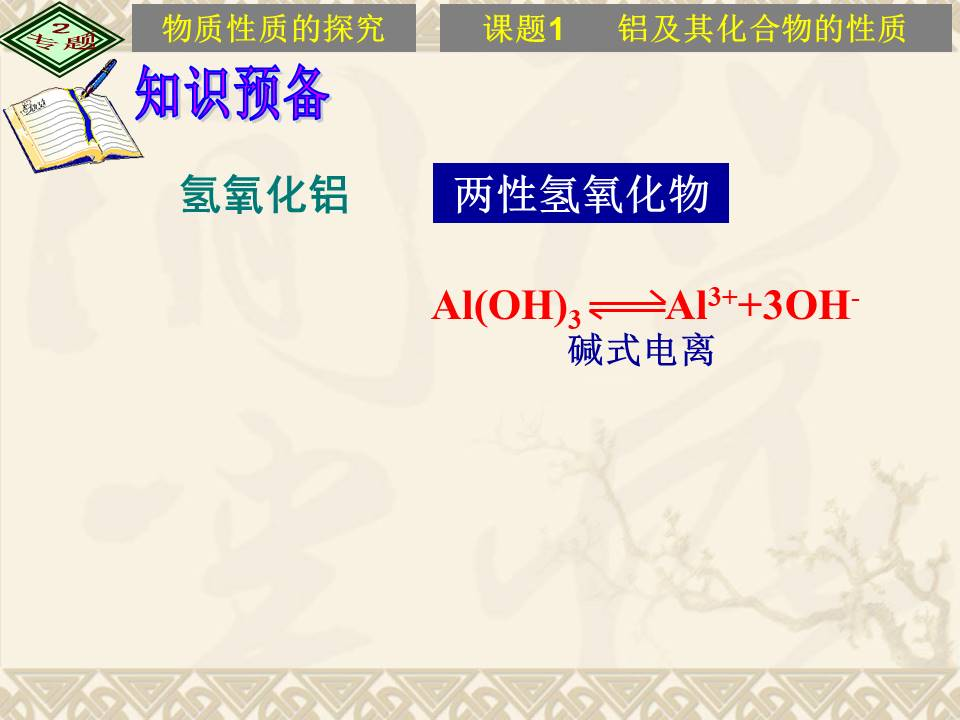 2
专题
物质性质的探究
课题1 铝及其化合物的性质
知识预备
氢氧化铝 两性氢氧化物
Al(OH)₃ ⇌ Al³⁺+3OH⁻
碱式电离